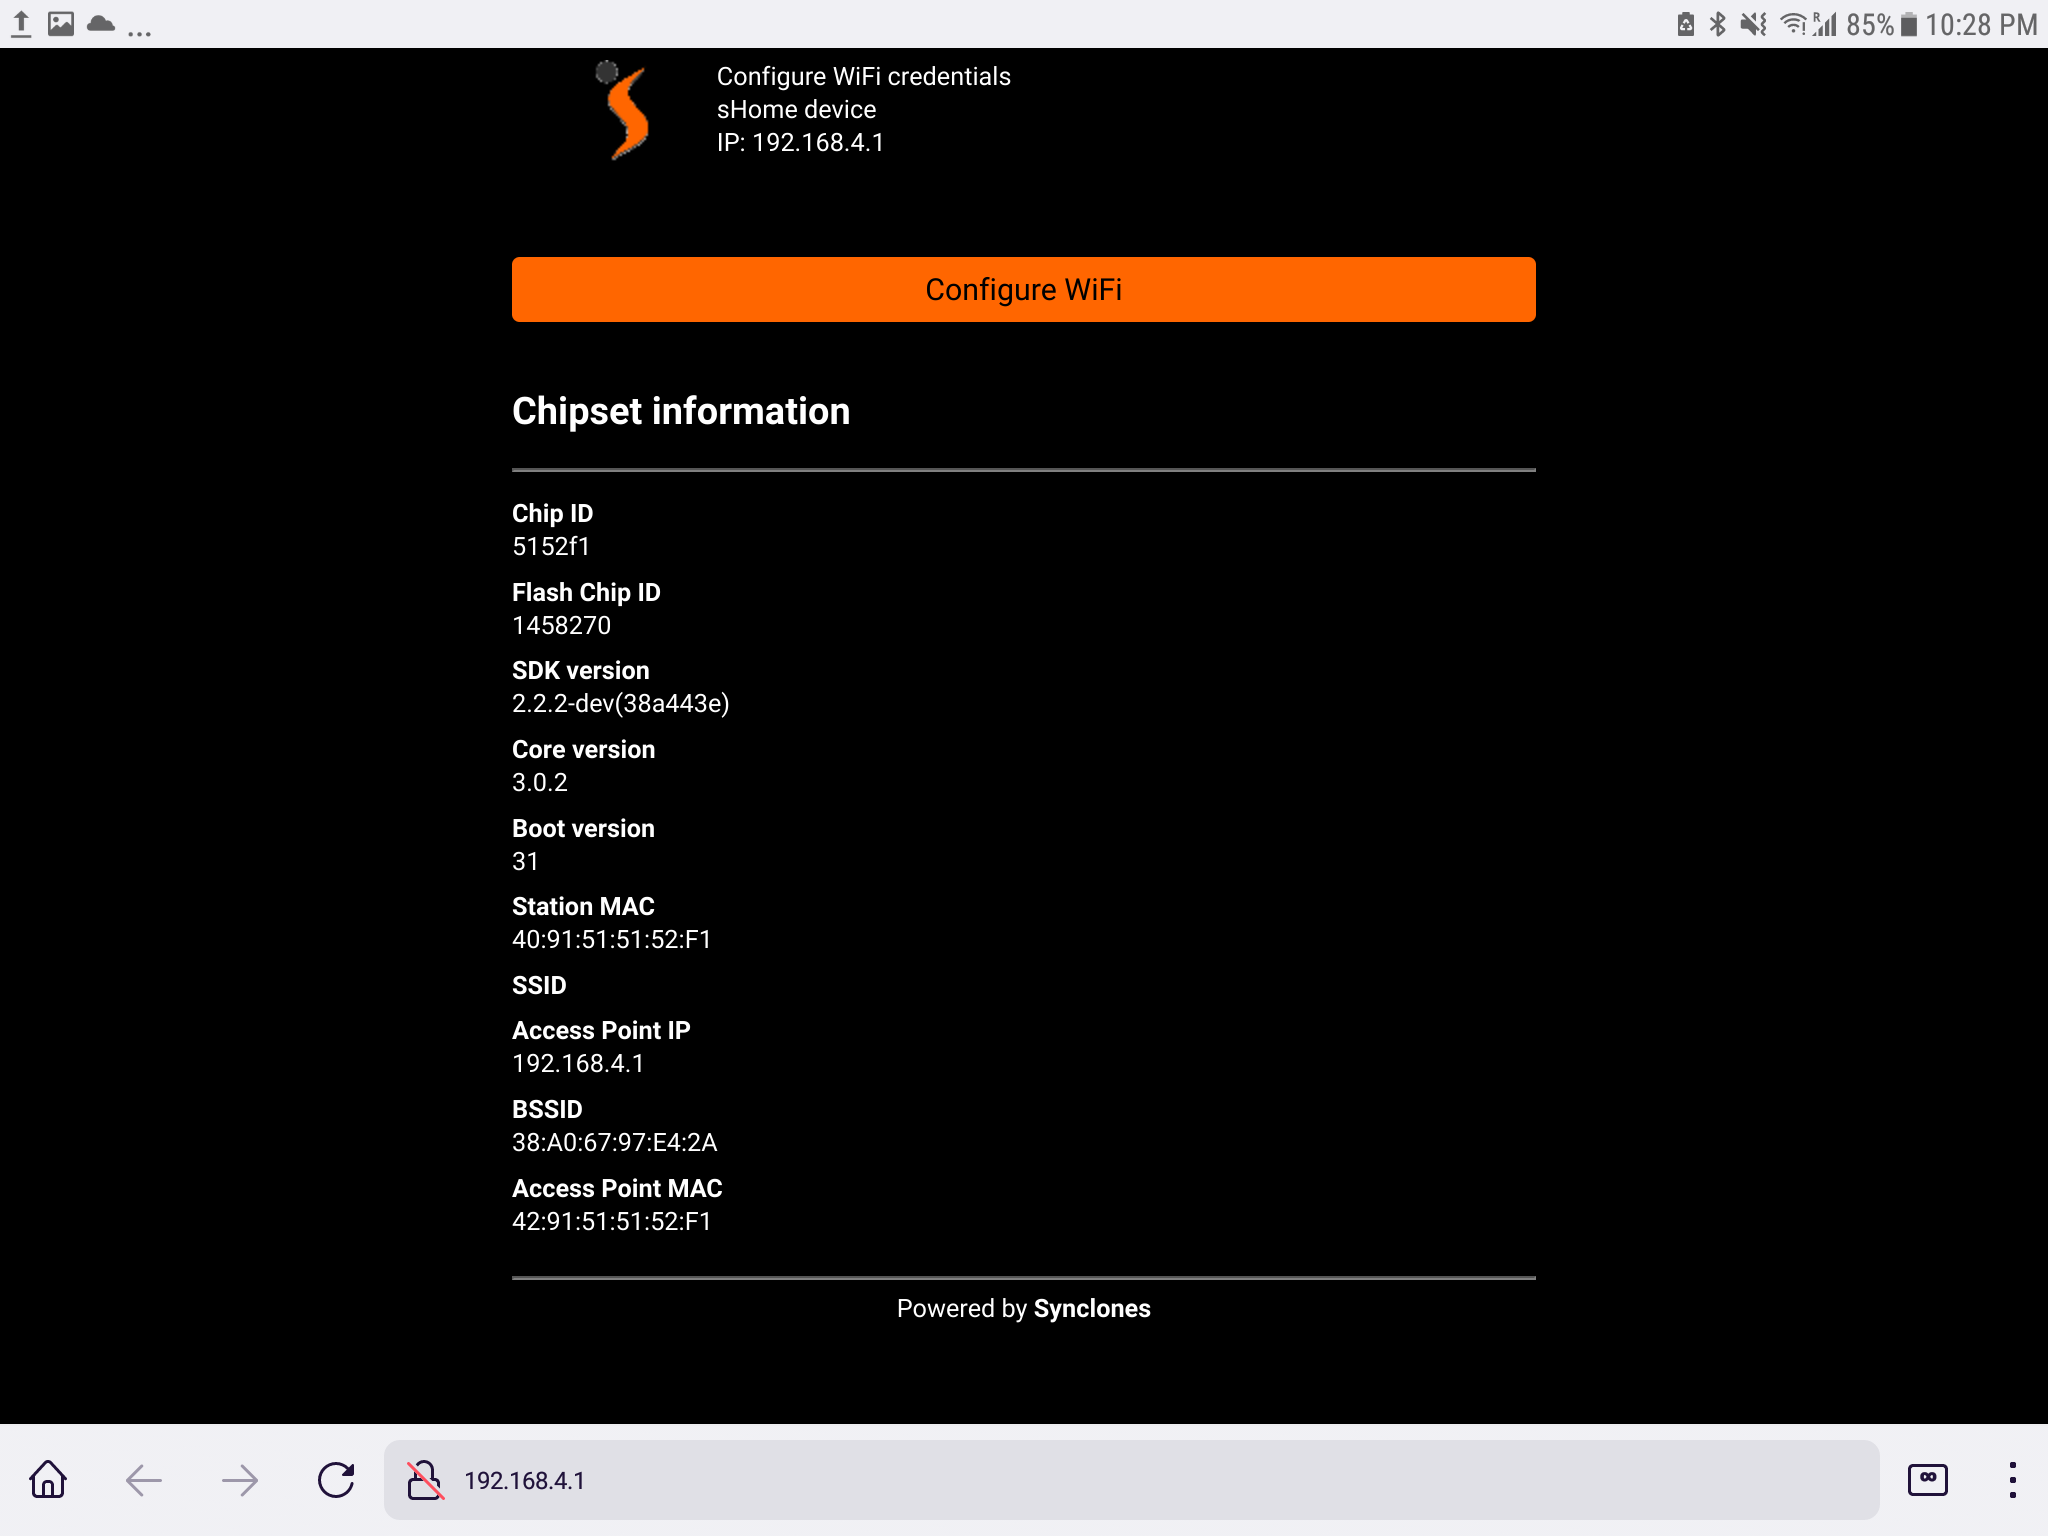 ... R 85% 10:28 PM
Configure WiFi credentials
sHome device
IP: 192.168.4.1
Configure WiFi
Chipset information
Chip ID
5152f1
Flash Chip ID
1458270
SDK version
2.2.2-dev(38a443e)
Core version
3.0.2
Boot version
31
Station MAC
40:91:51:51:52:F1
SSID
Access Point IP
192.168.4.1
BSSID
38:A0:67:97:E4:2A
Access Point MAC
42:91:51:51:52:F1
Powered by Synclones
192.168.4.1
∞